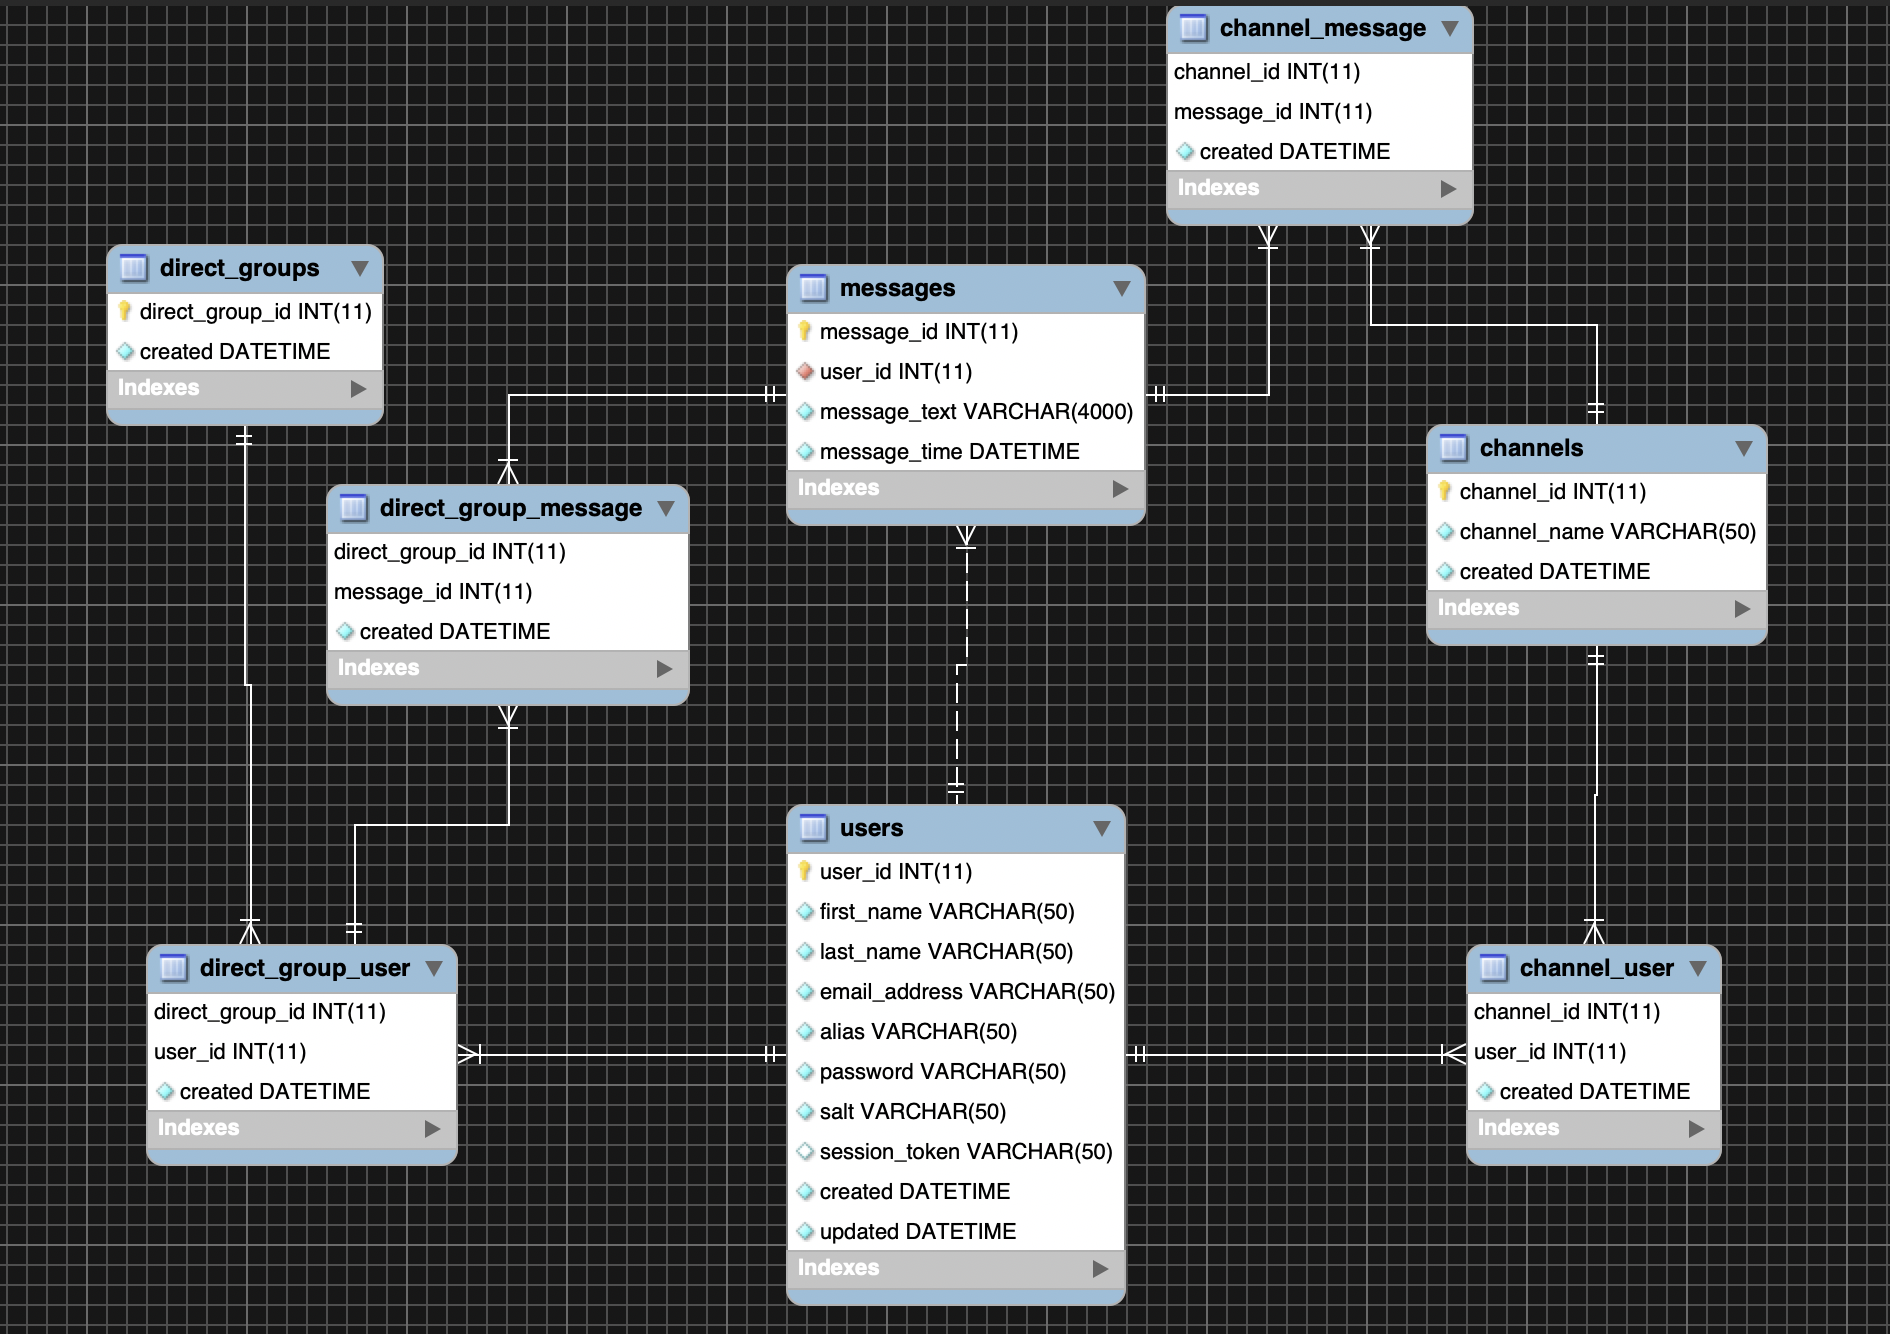 channel_message
channel_id INT(11)
message_id INT(11)
created DATETIME
Indexes
direct_groups
direct_group_id INT(11)
created DATETIME
Indexes
messages
message_id INT(11)
user_id INT(11)
message_text VARCHAR(4000)
message_time DATETIME
Indexes
channels
channel_id INT(11)
channel_name VARCHAR(50)
created DATETIME
Indexes
direct_group_message
direct_group_id INT(11)
message_id INT(11)
created DATETIME
Indexes
users
user_id INT(11)
first_name VARCHAR(50)
last_name VARCHAR(50)
email_address VARCHAR(50)
alias VARCHAR(50)
password VARCHAR(50)
salt VARCHAR(50)
session_token VARCHAR(50)
created DATETIME
updated DATETIME
Indexes
direct_group_user
direct_group_id INT(11)
user_id INT(11)
created DATETIME
Indexes
channel_user
channel_id INT(11)
user_id INT(11)
created DATETIME
Indexes